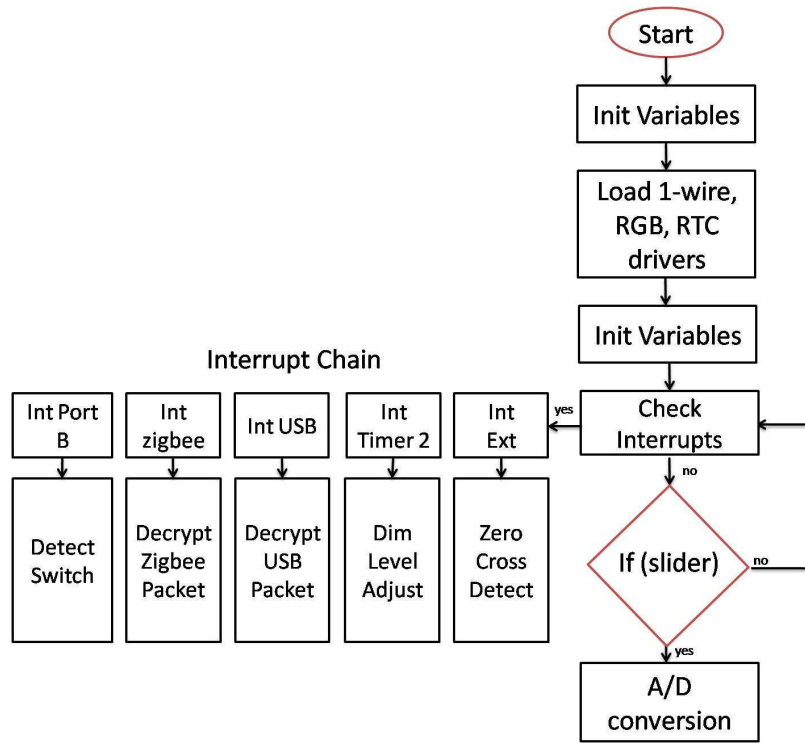 Start
Init Variables
Load 1-wire,
RGB, RTC
drivers
Init Variables
Interrupt Chain
Int Port
B
Int
zigbee
Int USB
Int
Timer 2
Int
Ext
yes
Check
Interrupts
no
Detect
Switch
Decrypt
Zigbee
Packet
Decrypt
USB
Packet
Dim
Level
Adjust
Zero
Cross
Detect
If (slider)
no
yes
A/D
conversion